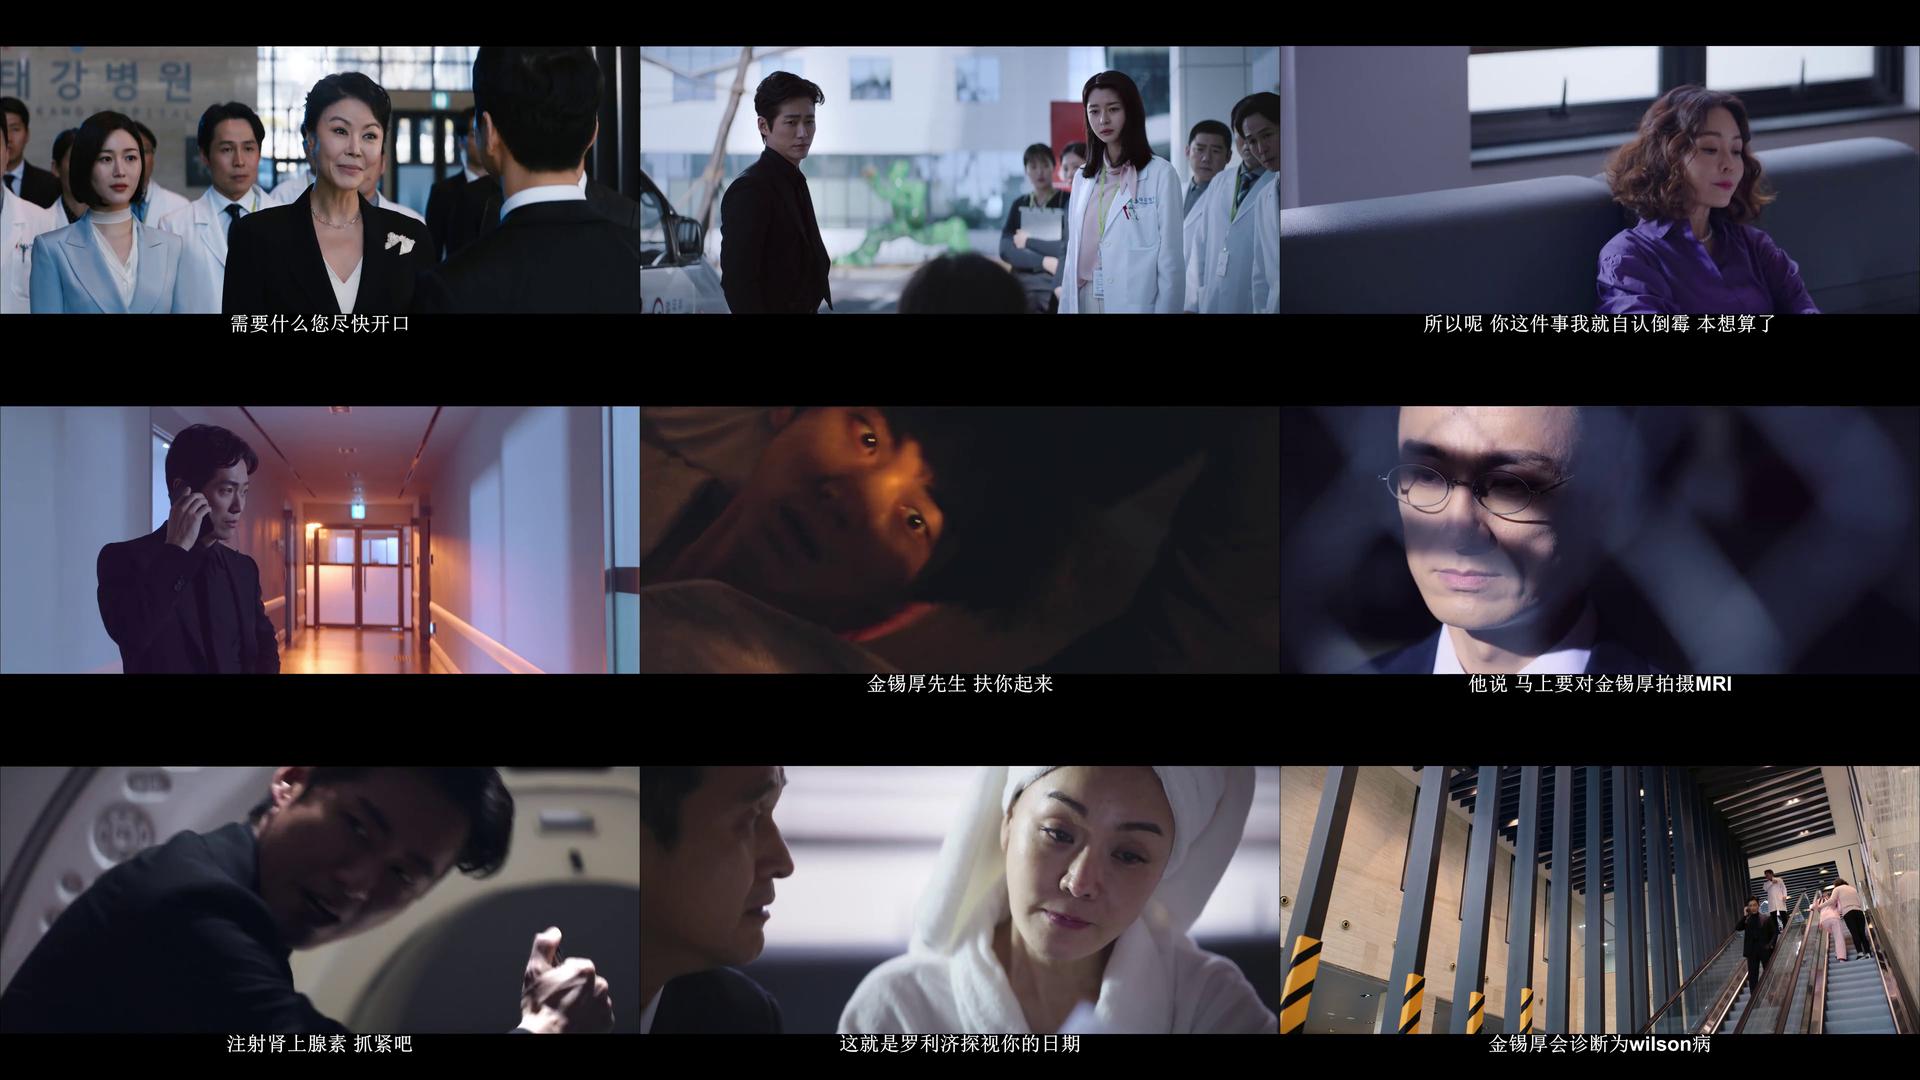 태강병원
需要什么您尽快开口
所以呢 你这件事我就自认倒霉 本想算了
金锡厚先生 扶你起来
他说 马上要对金锡厚拍摄MRI
注射肾上腺素 抓紧吧
这就是罗利济探视你的日期
金锡厚会诊断为wilson病